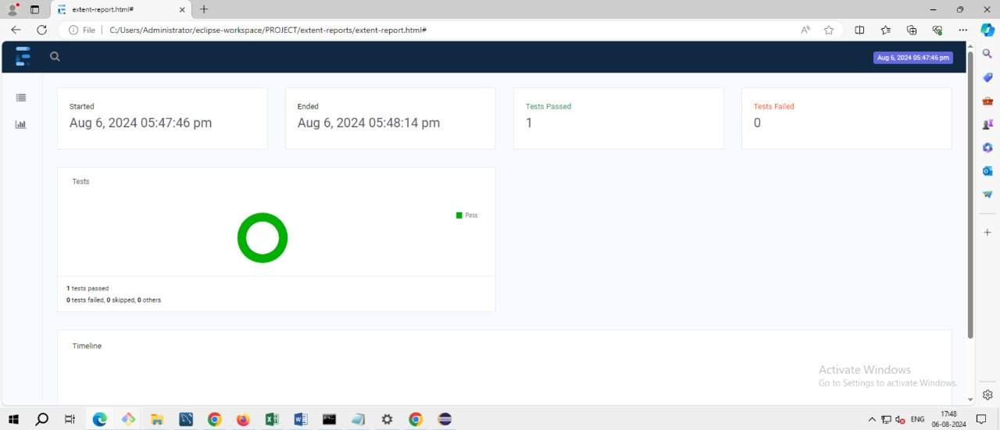 extent-report.html#
File
C:/Users/Administrator/eclipse-workspace/PROJECT/extent-reports/extent-report.html#
Aug 6, 2024 05:47:46 pm
Started
Aug 6, 2024 05:47:46 pm
Ended
Aug 6, 2024 05:48:14 pm
Tests Passed
1
Tests Failed
0
Tests
Pass
1 tests passed
0 tests failed, 0 skipped, 0 others
Timeline
Activate Windows
Go to Settings to activate Windows.
ENG
17:48
06-08-2024